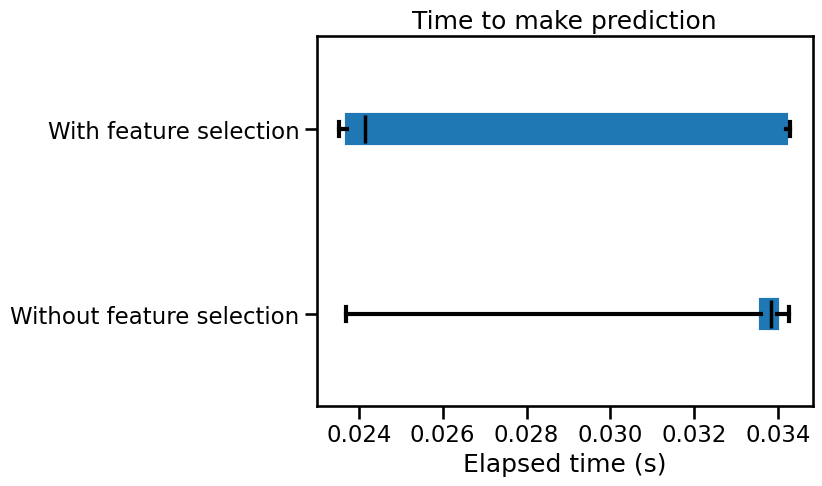 Time to make prediction
With feature selection
Without feature selection
0.024 0.026 0.028 0.030 0.032 0.034
Elapsed time (s)